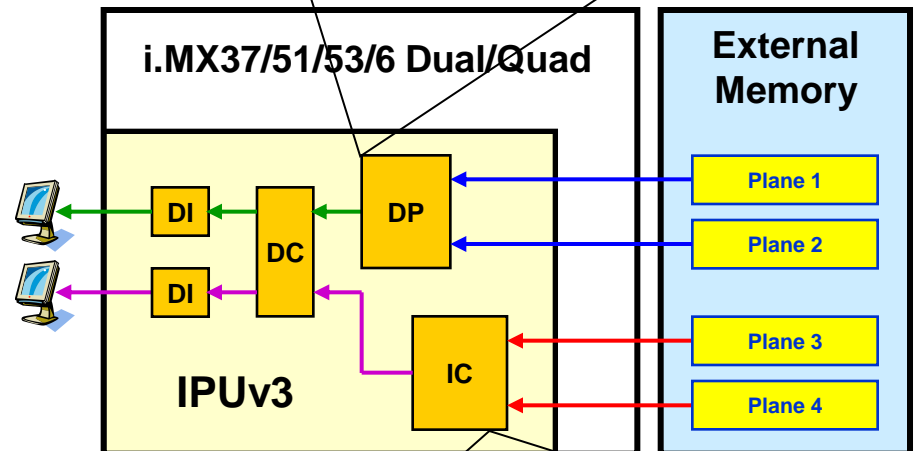 i.MX37/51/53/6 Dual/Quad
External
Memory
Plane 1
DI
DP
DC
Plane 2
DI
Plane 3
IC
IPUv3
Plane 4